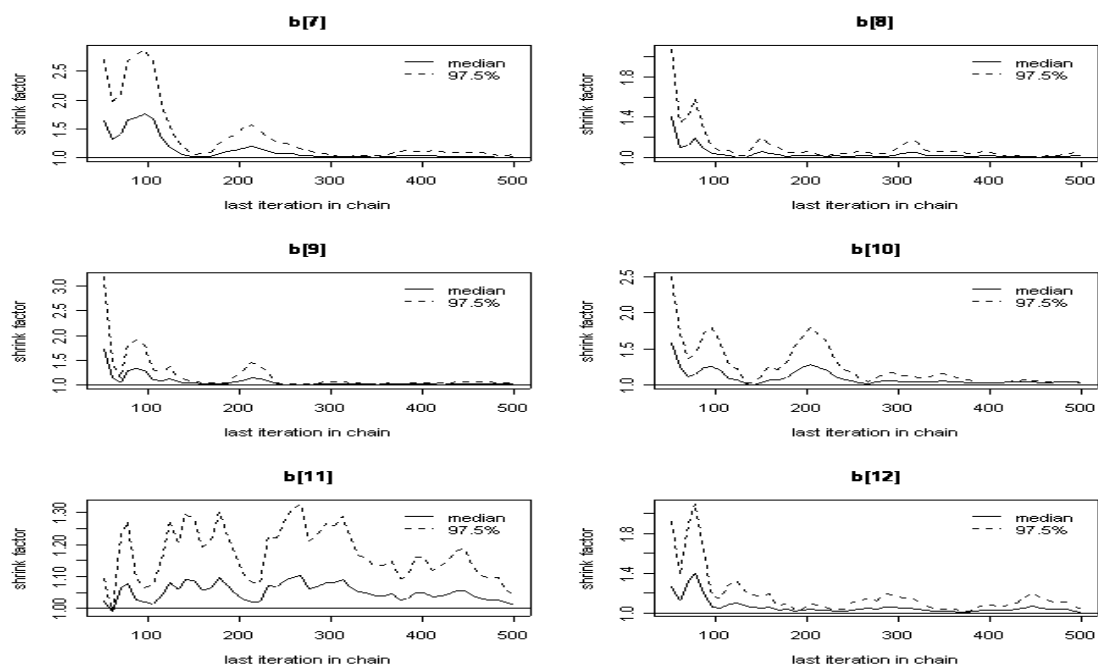 b[7]
shrink factor
1.0 1.5 2.0 2.5
median
97.5%
100 200 300 400 500
last iteration in chain
b[8]
shrink factor
1.0 1.4 1.8
median
97.5%
100 200 300 400 500
last iteration in chain
b[9]
shrink factor
1.0 1.5 2.0 2.5 3.0
median
97.5%
100 200 300 400 500
last iteration in chain
b[10]
shrink factor
1.0 1.5 2.0 2.5
median
97.5%
100 200 300 400 500
last iteration in chain
b[11]
shrink factor
1.00 1.10 1.20 1.30
median
97.5%
100 200 300 400 500
last iteration in chain
b[12]
shrink factor
1.0 1.4 1.8
median
97.5%
100 200 300 400 500
last iteration in chain